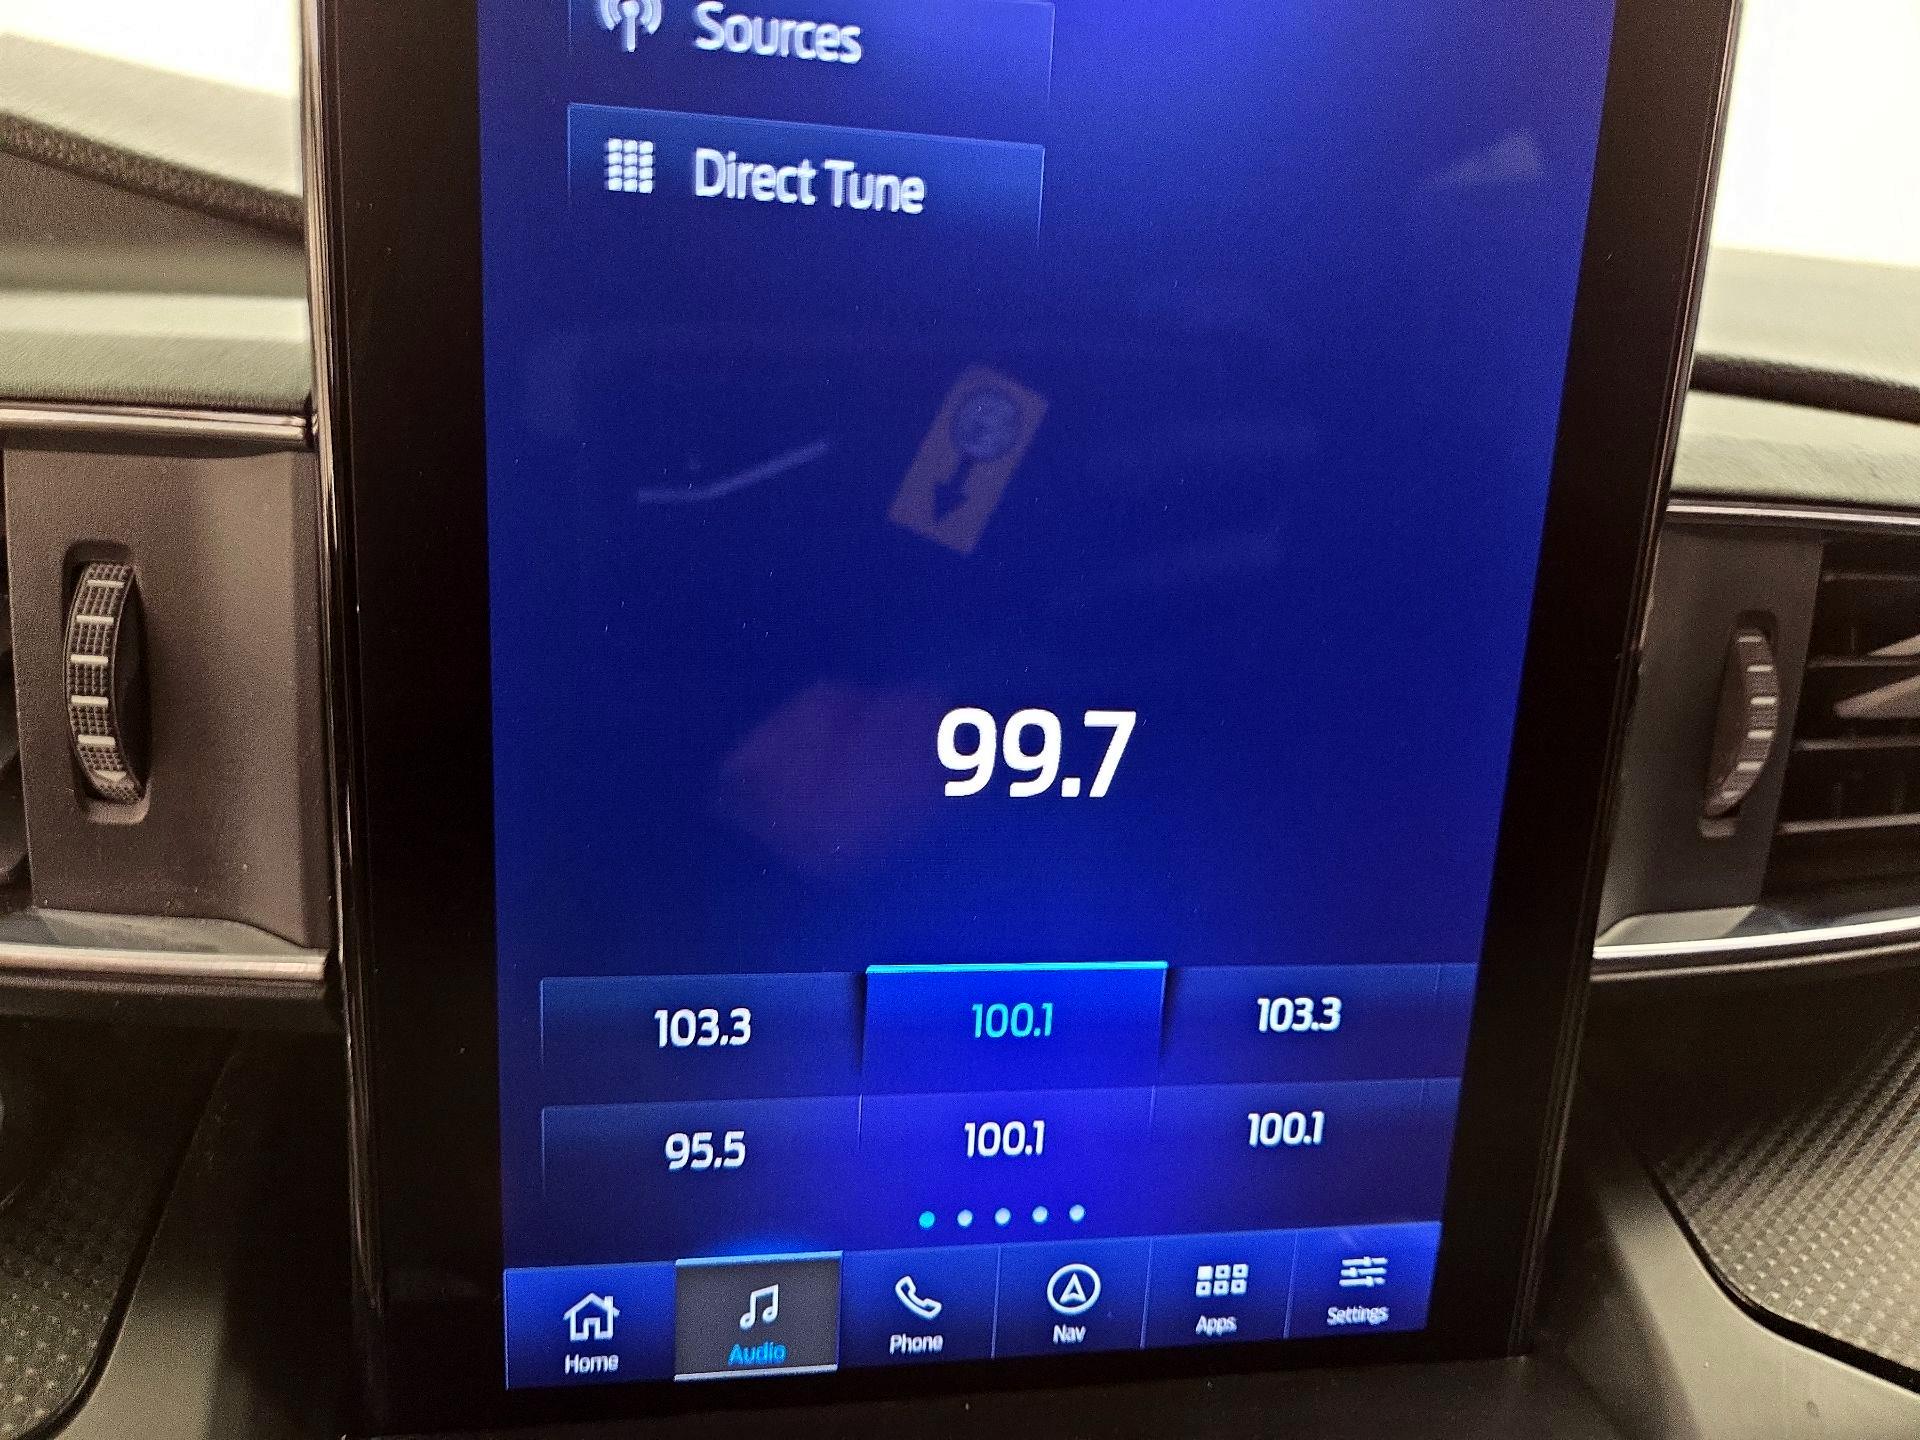 Sources
Direct Tune
99.7
103.3 100.1 103.3
95.5 100.1 100.1
Home Audio Phone Nav Apps Settings